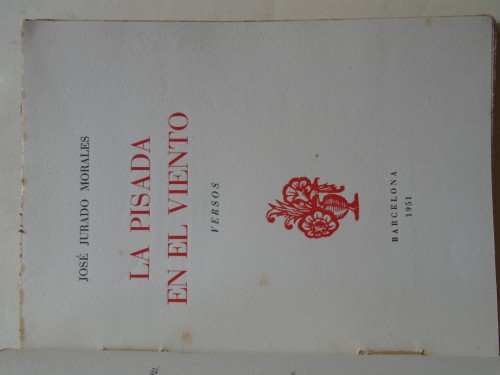 JOSÉ JURADO MORALES
LA PISADA
EN EL VIENTO
VERSOS
BARCELONA
1951